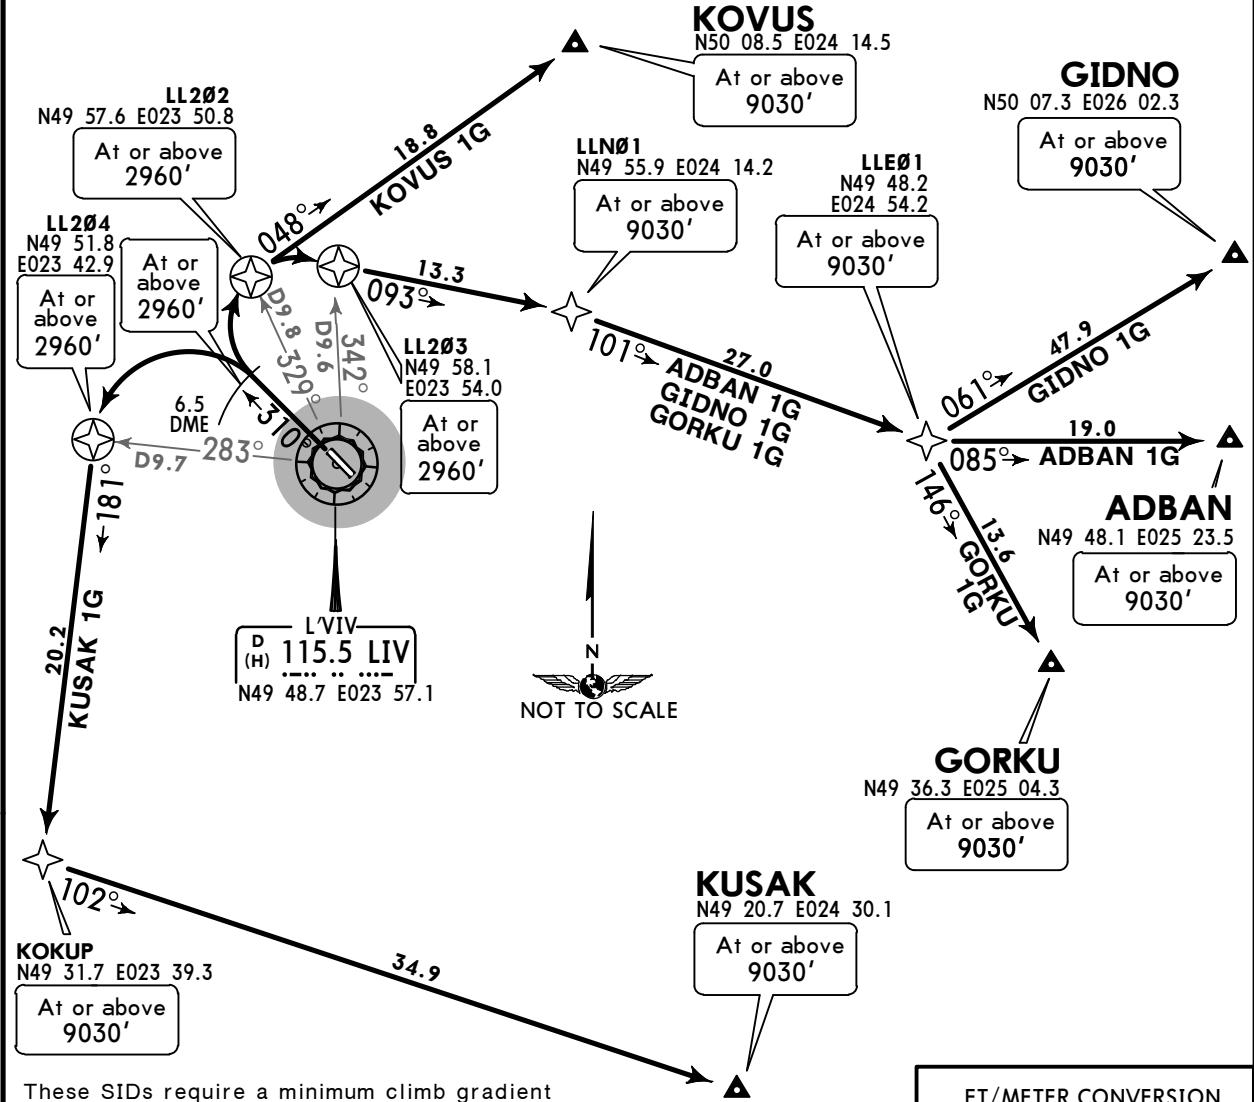 KOVUS
N50 08.5 E024 14.5
At or above
9030'
GIDNO
N50 07.3 E026 02.3
At or above
9030'
LL2Ø2
N49 57.6 E023 50.8
At or above
2960'
18.8
KOVUS 1G
048°
LLNØ1
N49 55.9 E024 14.2
At or above
9030'
LLEØ1
N49 48.2
E024 54.2
At or above
9030'
LL2Ø4
N49 51.8
E023 42.9
At or
above
2960'
At or
above
2960'
13.3
093°
D9.8
329°
D9.6
342°
LL2Ø3
N49 58.1
E023 54.0
At or
above
2960'
101°
27.0
ADBAN 1G
GIDNO 1G
GORKU 1G
47.9
061°
GIDNO 1G
19.0
085°
ADBAN 1G
6.5
DME
310°
D9.7
283°
181°
146°
13.6
GORKU
1G
ADBAN
N49 48.1 E025 23.5
At or above
9030'
20.2
KUSAK 1G
L'VIV
D
(H)
115.5 LIV
N49 48.7 E023 57.1
N
NOT TO SCALE
GORKU
N49 36.3 E025 04.3
At or above
9030'
102°
34.9
KUSAK
N49 20.7 E024 30.1
At or above
9030'
KOKUP
N49 31.7 E023 39.3
At or above
9030'
These SIDs require a minimum climb gradient
FT/METER CONVERSION